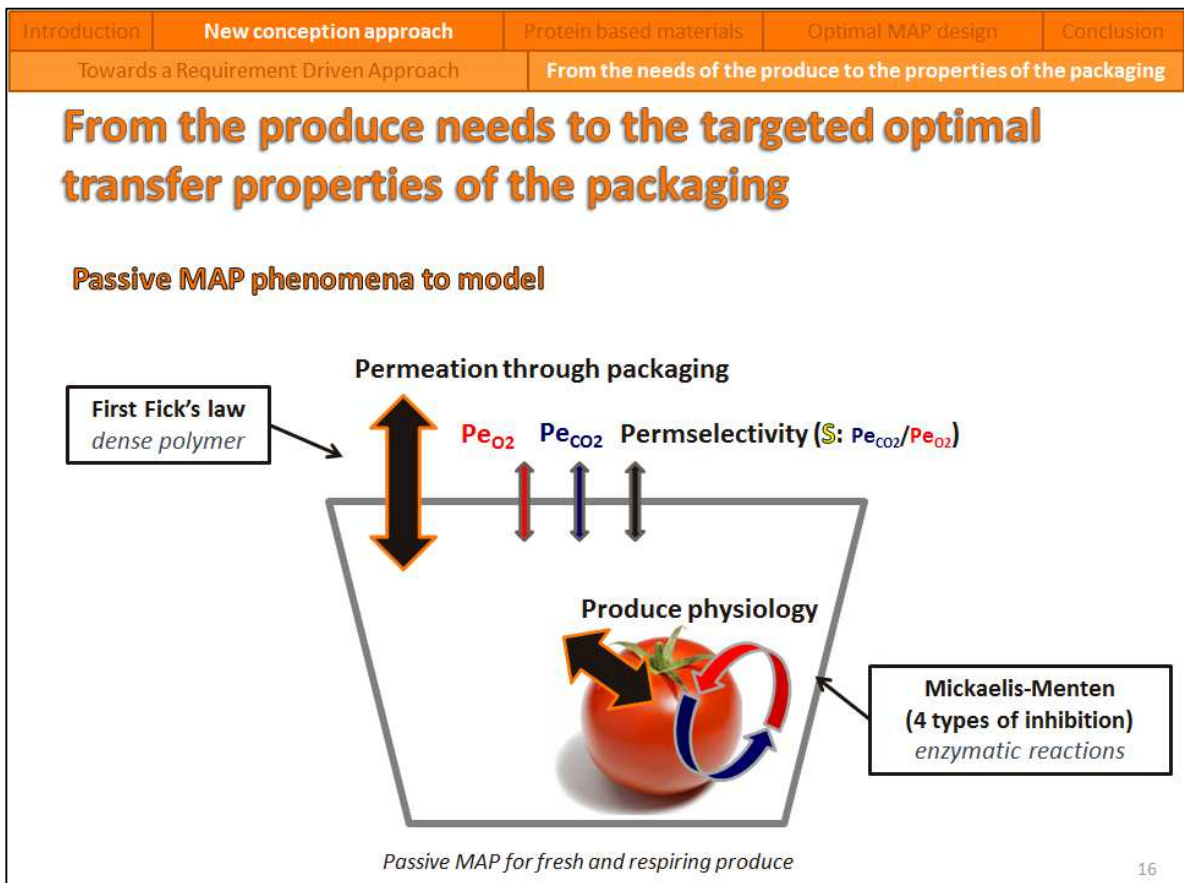 Introduction New conception approach Protein based materials Optimal MAP design Conclusion
Towards a Requirement Driven Approach From the needs of the produce to the properties of the packaging
From the produce needs to the targeted optimal
transfer properties of the packaging
Passive MAP phenomena to model
Permeation through packaging
First Fick's law
dense polymer
PeO2 PeCO2 Permselectivity (S: PeCO2/PeO2)
Produce physiology
Mickaelis-Menten
(4 types of inhibition)
enzymatic reactions
Passive MAP for fresh and respiring produce
16